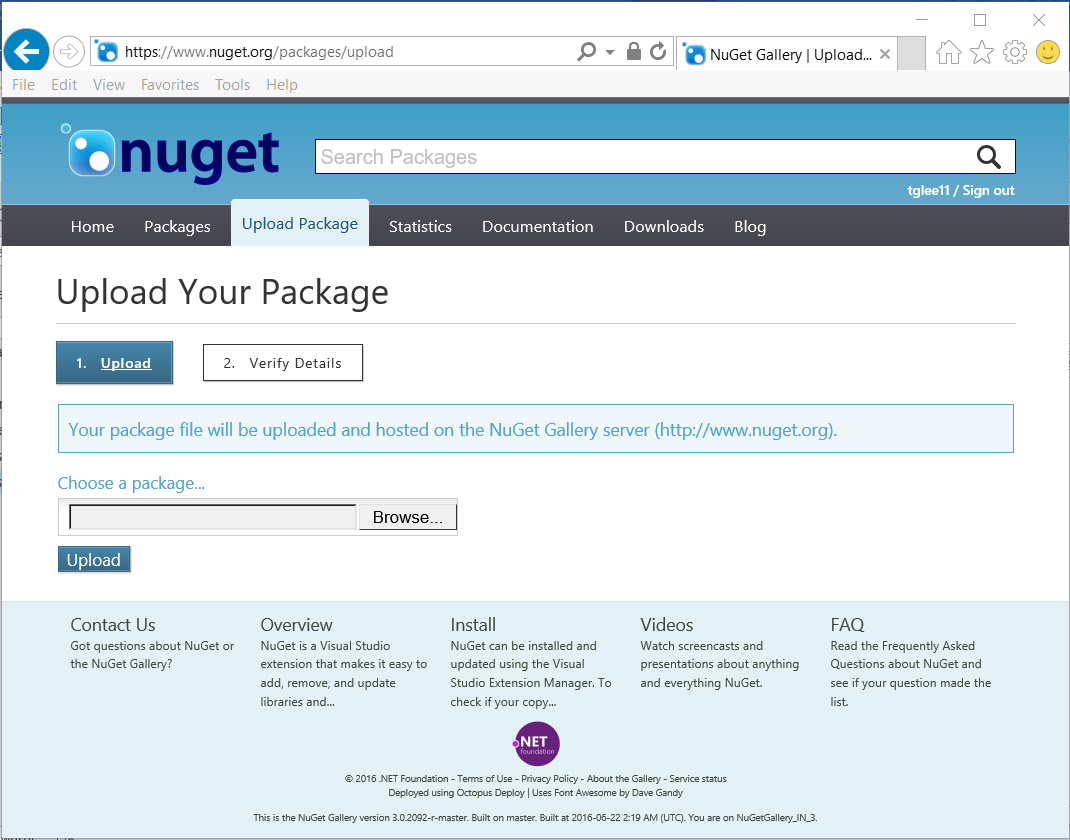 https://www.nuget.org/packages/upload
NuGet Gallery | Upload...
File Edit View Favorites Tools Help
nuget
Search Packages
tglee11 / Sign out
Home Packages Upload Package Statistics Documentation Downloads Blog
Upload Your Package
1. Upload 2. Verify Details
Your package file will be uploaded and hosted on the NuGet Gallery server (http://www.nuget.org).
Choose a package...
Browse...
Upload
Contact Us
Got questions about NuGet or
the NuGet Gallery?
Overview
NuGet is a Visual Studio
extension that makes it easy to
add, remove, and update
libraries and...
Install
NuGet can be installed and
updated using the Visual
Studio Extension Manager. To
check if your copy...
Videos
Watch screencasts and
presentations about anything
and everything NuGet.
FAQ
Read the Frequently Asked
Questions about NuGet and
see if your question made the
list.
.NET
foundation
© 2016 .NET Foundation - Terms of Use - Privacy Policy - About the Gallery - Service status
Deployed using Octopus Deploy | Uses Font Awesome by Dave Gandy
This is the NuGet Gallery version 3.0.2092-r-master. Built on master. Built at 2016-06-22 2:19 AM (UTC). You are on NuGetGallery_IN_3.